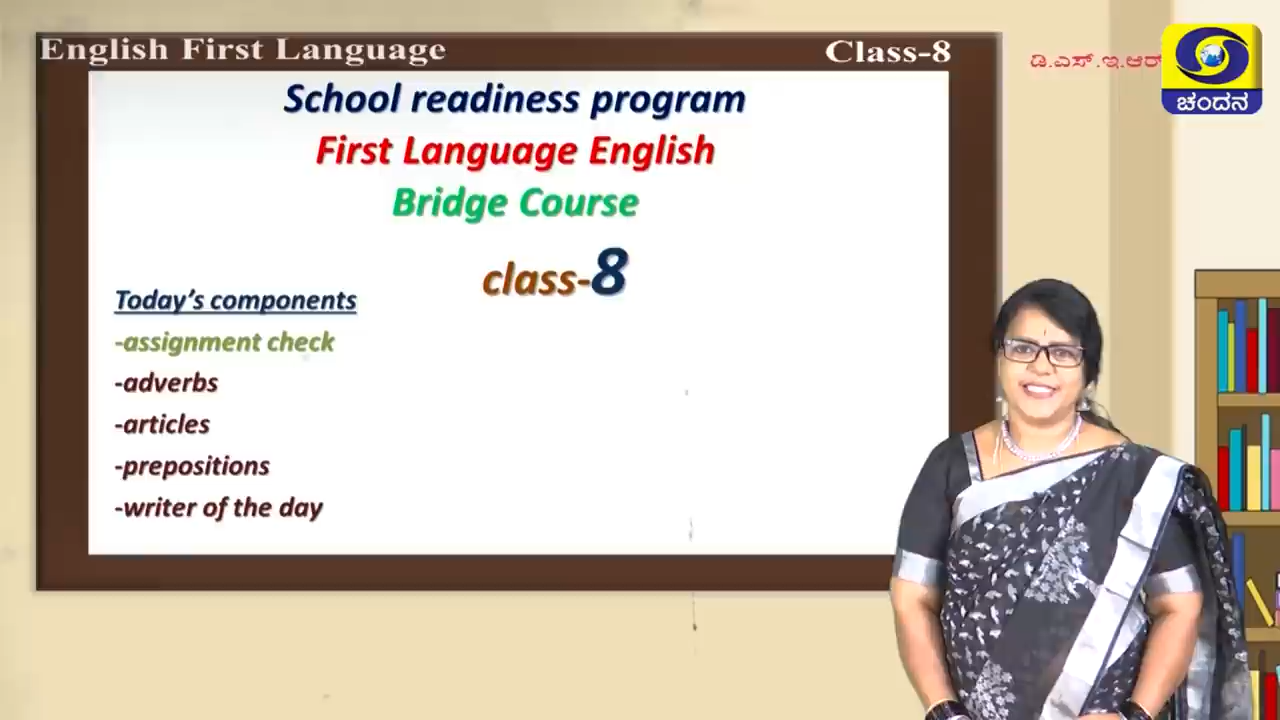 English First Language
Class-8
ಡಿ.ಎಸ್.ಇ.ಆರ್
ಚಂದನ
School readiness program
First Language English
Bridge Course
class-8
Today's components
-assignment check
-adverbs
-articles
-prepositions
-writer of the day